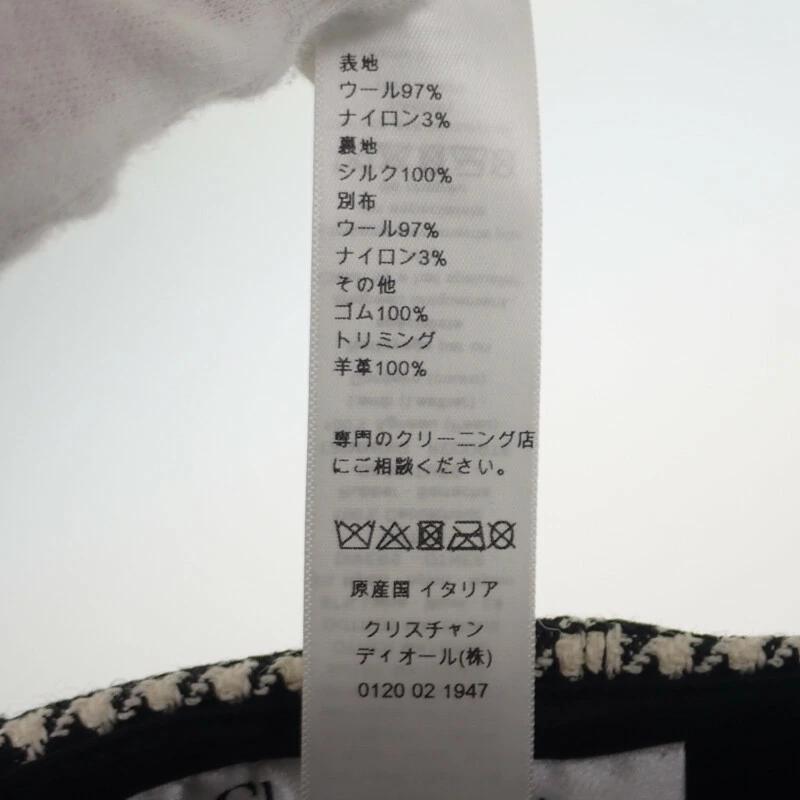 表地
ウール97%
ナイロン3%
裏地
シルク100%
別布
ウール97%
ナイロン3%
その他
ゴム100%
トリミング
羊革100%
専門のクリーニング店
にご相談ください。
原産国 イタリア
クリスチャン
ディオール(株)
0120 02 1947